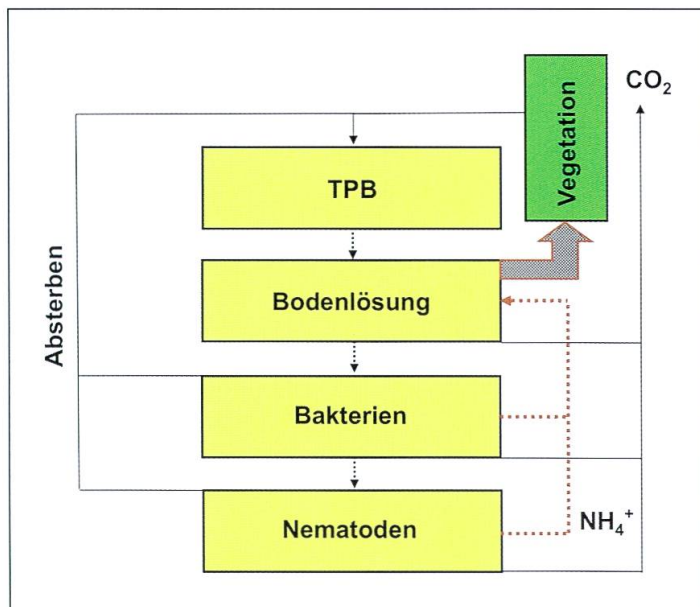 CO₂
Vegetation
TPB
Absterben
Bodenlösung
Bakterien
Nematoden
NH₄⁺